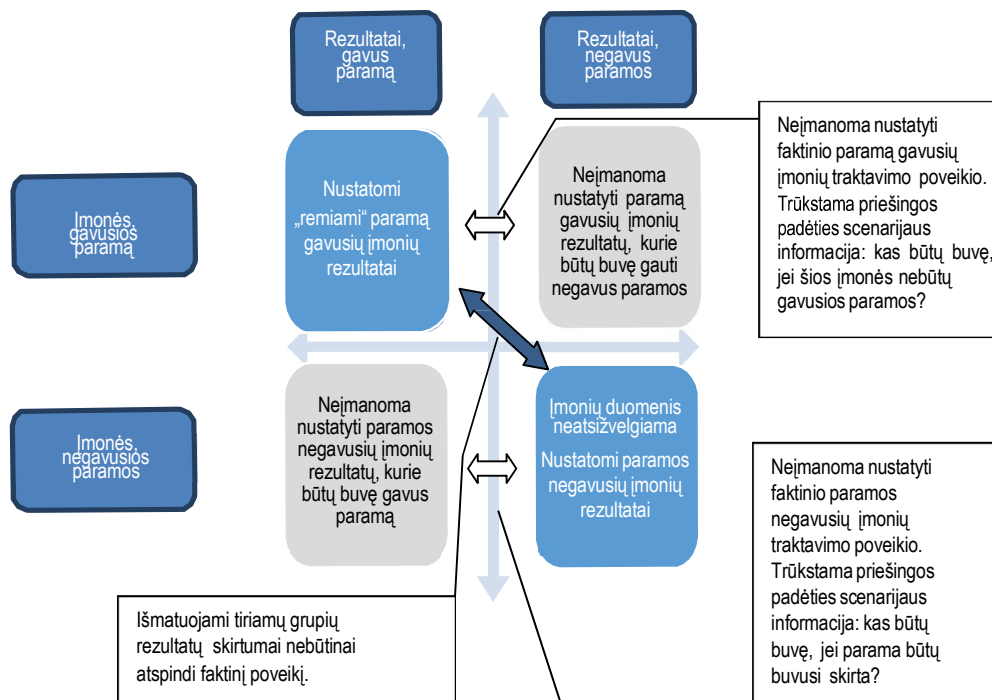 Rezultatai,
gavus
paramą
Rezultatai,
negavus
paramos
Neįmanoma nustatyti
faktinio paramą gavusių
įmonių traktavimo poveikio.
Trūkstama priešingos
padėties scenarijaus
informacija: kas būtų buvę,
jei šios įmonės nebūtų
gavusios paramos?
Įmonės
gavusios
paramą
Nustatomi
„remiami“ paramą
gavusių įmonių
rezultatai
Neįmanoma
nustatyti paramą
gavusių įmonių
rezultatų, kurie
būtų buvę gauti
negavus paramos
Įmonės,
negavusios
paramos
Neįmanoma
nustatyti paramos
negavusių įmonių
rezultatų, kurie
būtų buvę gavus
paramą
Įmonių duomenis
neatsižvelgiama
Nustatomi paramos
negavusių įmonių
rezultatai
Neįmanoma nustatyti
faktinio paramos
negavusių įmonių
traktavimo poveikio.
Trūkstama priešingos
padėties scenarijaus
informacija: kas būtų
buvę, jei parama būtų
buvusi skirta?
Išmatuojami tiriamų grupių
rezultatų skirtumai nebūtinai
atspindi faktinį poveikį.